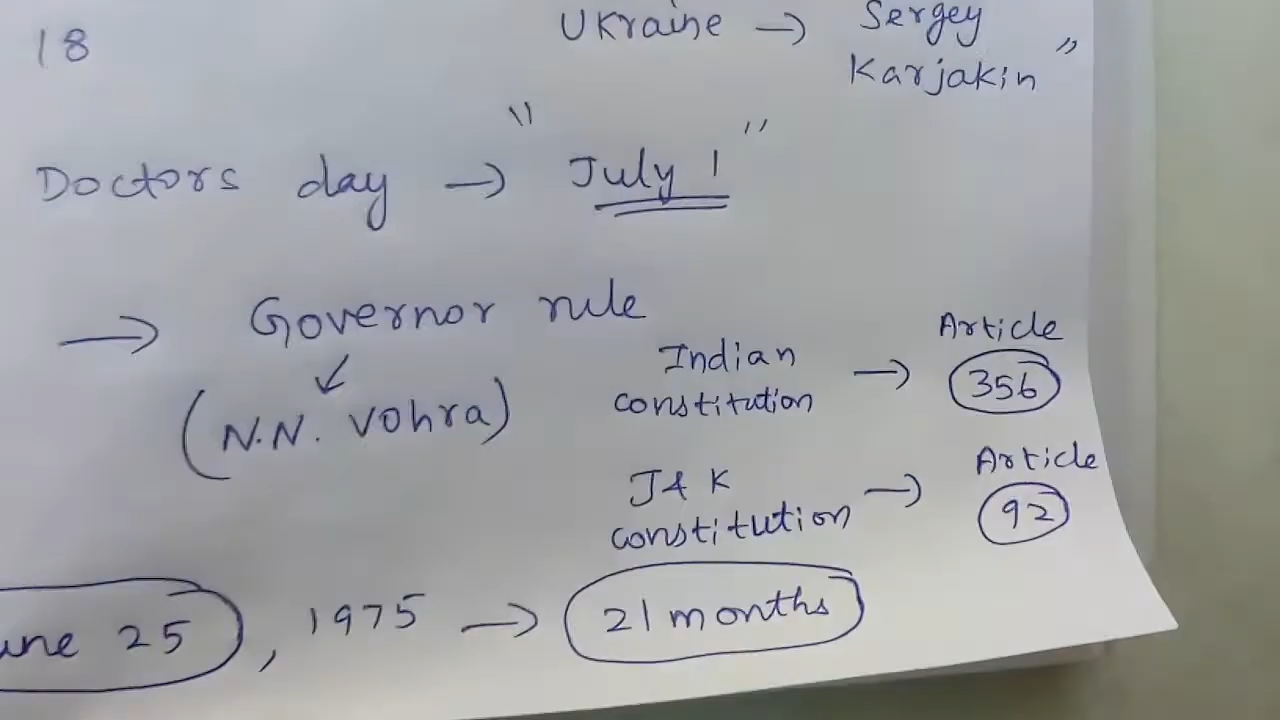 18
Ukraine → Sergey
Karjakin"
Doctors day → "July 1"
→ Governor rule
(N.N. Vohra)
Indian
constitution → Article
356
J & K
constitution → Article
92
une 25, 1975 → 21 months